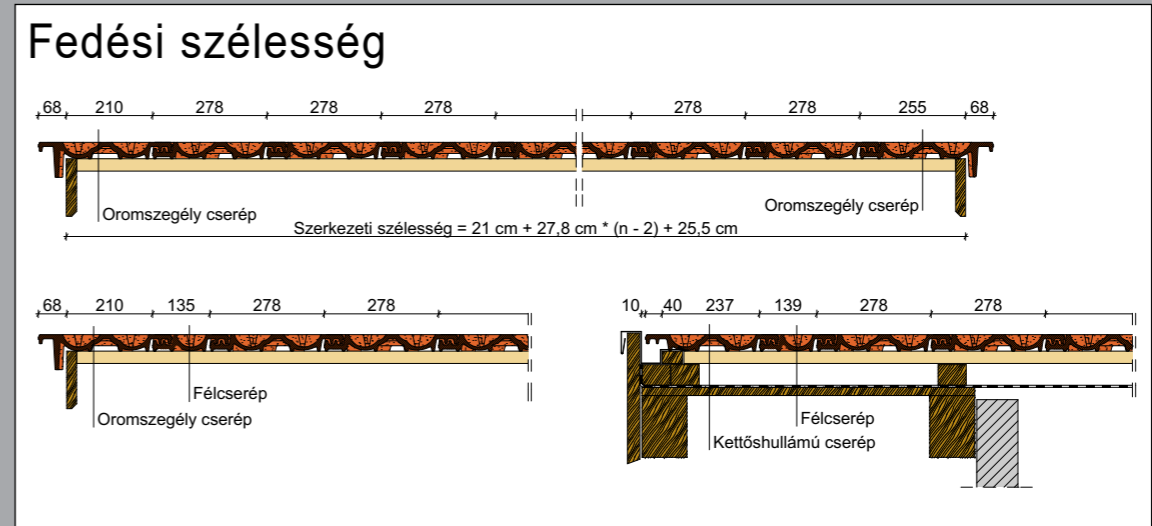 Fedési szélesség
68 210 278 278 278 278 278 255 68
Oromszegély cserép
Oromszegély cserép
Szerkezeti szélesség = 21 cm + 27,8 cm * (n - 2) + 25,5 cm
68 210 135 278 278
Félcserép
Oromszegély cserép
10 40 237 139 278 278
Félcserép
Kettőshullámú cserép